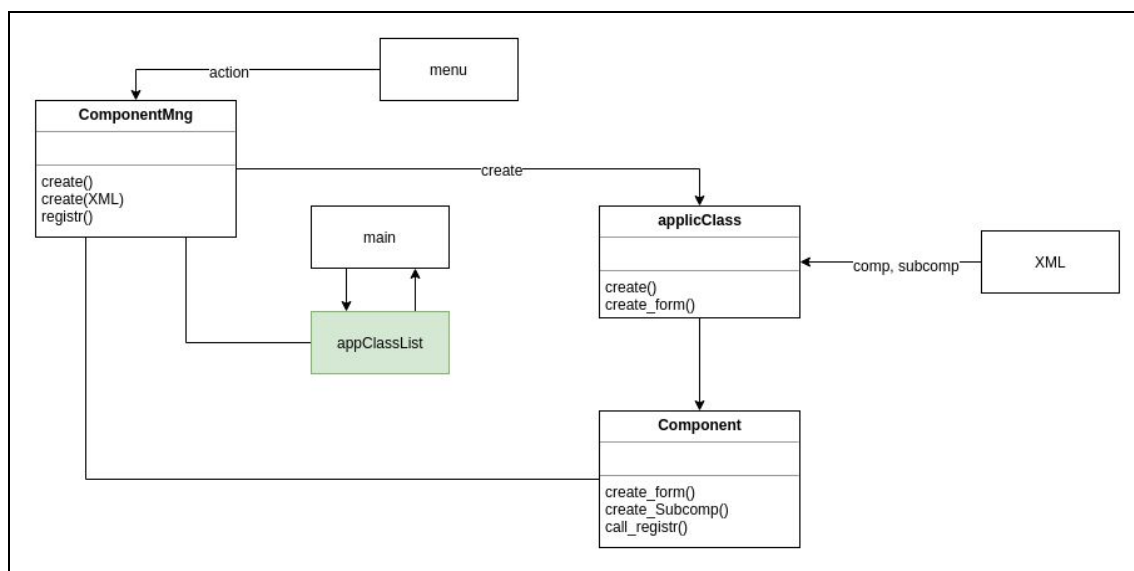 menu
action
ComponentMng
create()
create(XML)
registr()
create
main
applicClass
comp, subcomp
XML
create()
create_form()
appClassList
Component
create_form()
create_Subcomp()
call_registr()